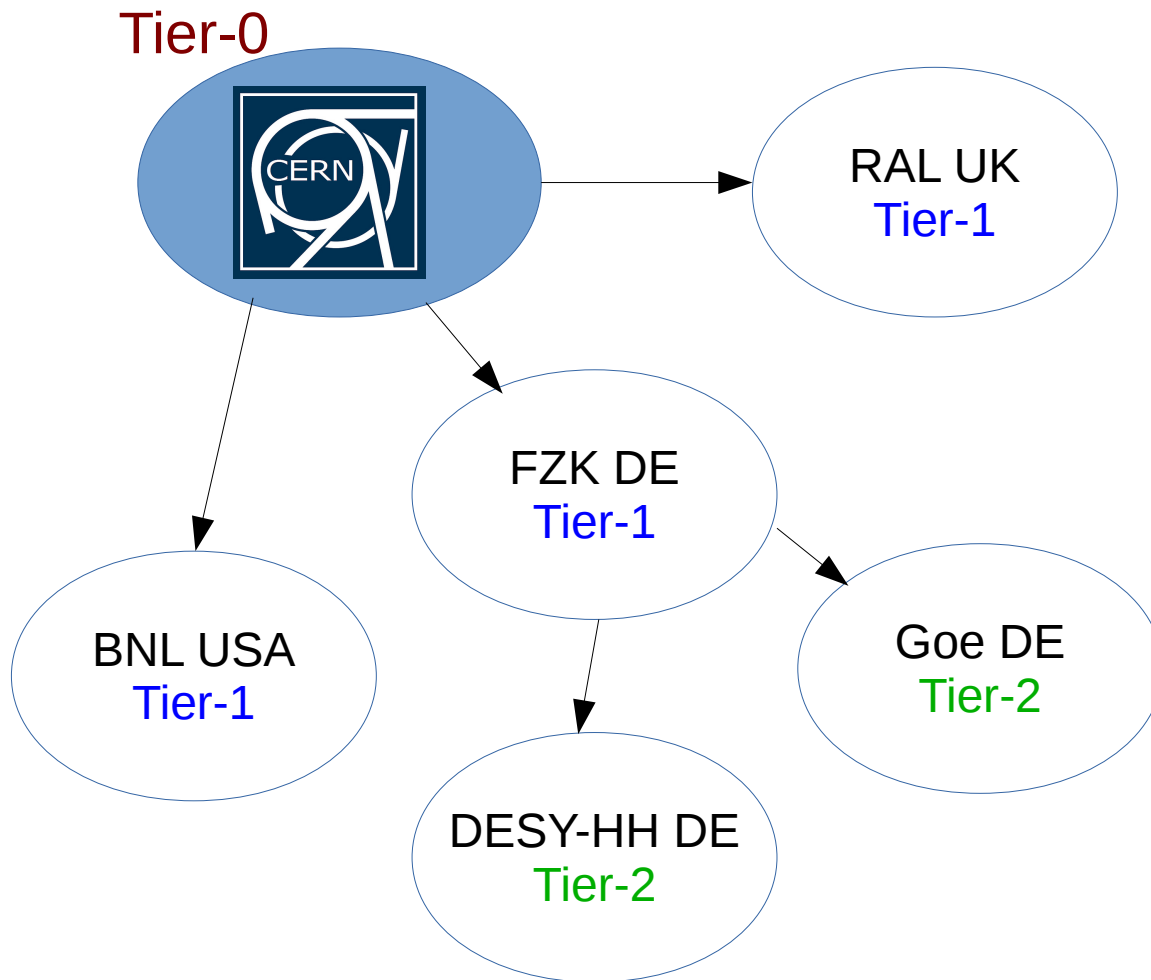 Tier-0
CERN
RAL UK
Tier-1
FZK DE
Tier-1
BNL USA
Tier-1
Goe DE
Tier-2
DESY-HH DE
Tier-2